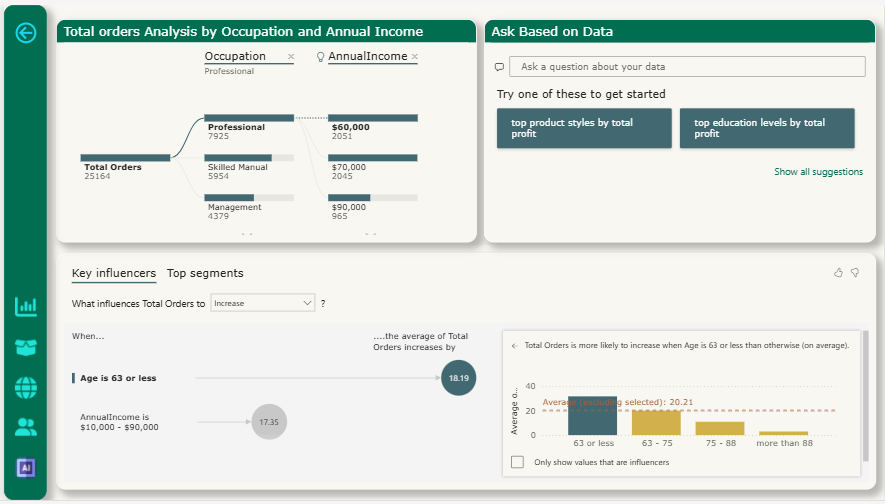 Total orders Analysis by Occupation and Annual Income
Occupation
AnnualIncome
Professional
Total Orders
25164
Professional
7925
Skilled Manual
5954
Management
4379
$60,000
2051
$70,000
2045
$90,000
965
Ask Based on Data
Ask a question about your data
Try one of these to get started
top product styles by total
profit
top education levels by total
profit
Show all suggestions
Key influencers
Top segments
What influences Total Orders to
Increase
?
When...
....the average of Total
Orders increases by
Age is 63 or less
18.19
AnnualIncome is
$10,000 - $90,000
17.35
Total Orders is more likely to increase when Age is 63 or less than otherwise (on average).
Average o...
40
20
0
Average (excluding selected): 20.21
63 or less
63 - 75
75 - 88
more than 88
Only show values that are influencers
AI